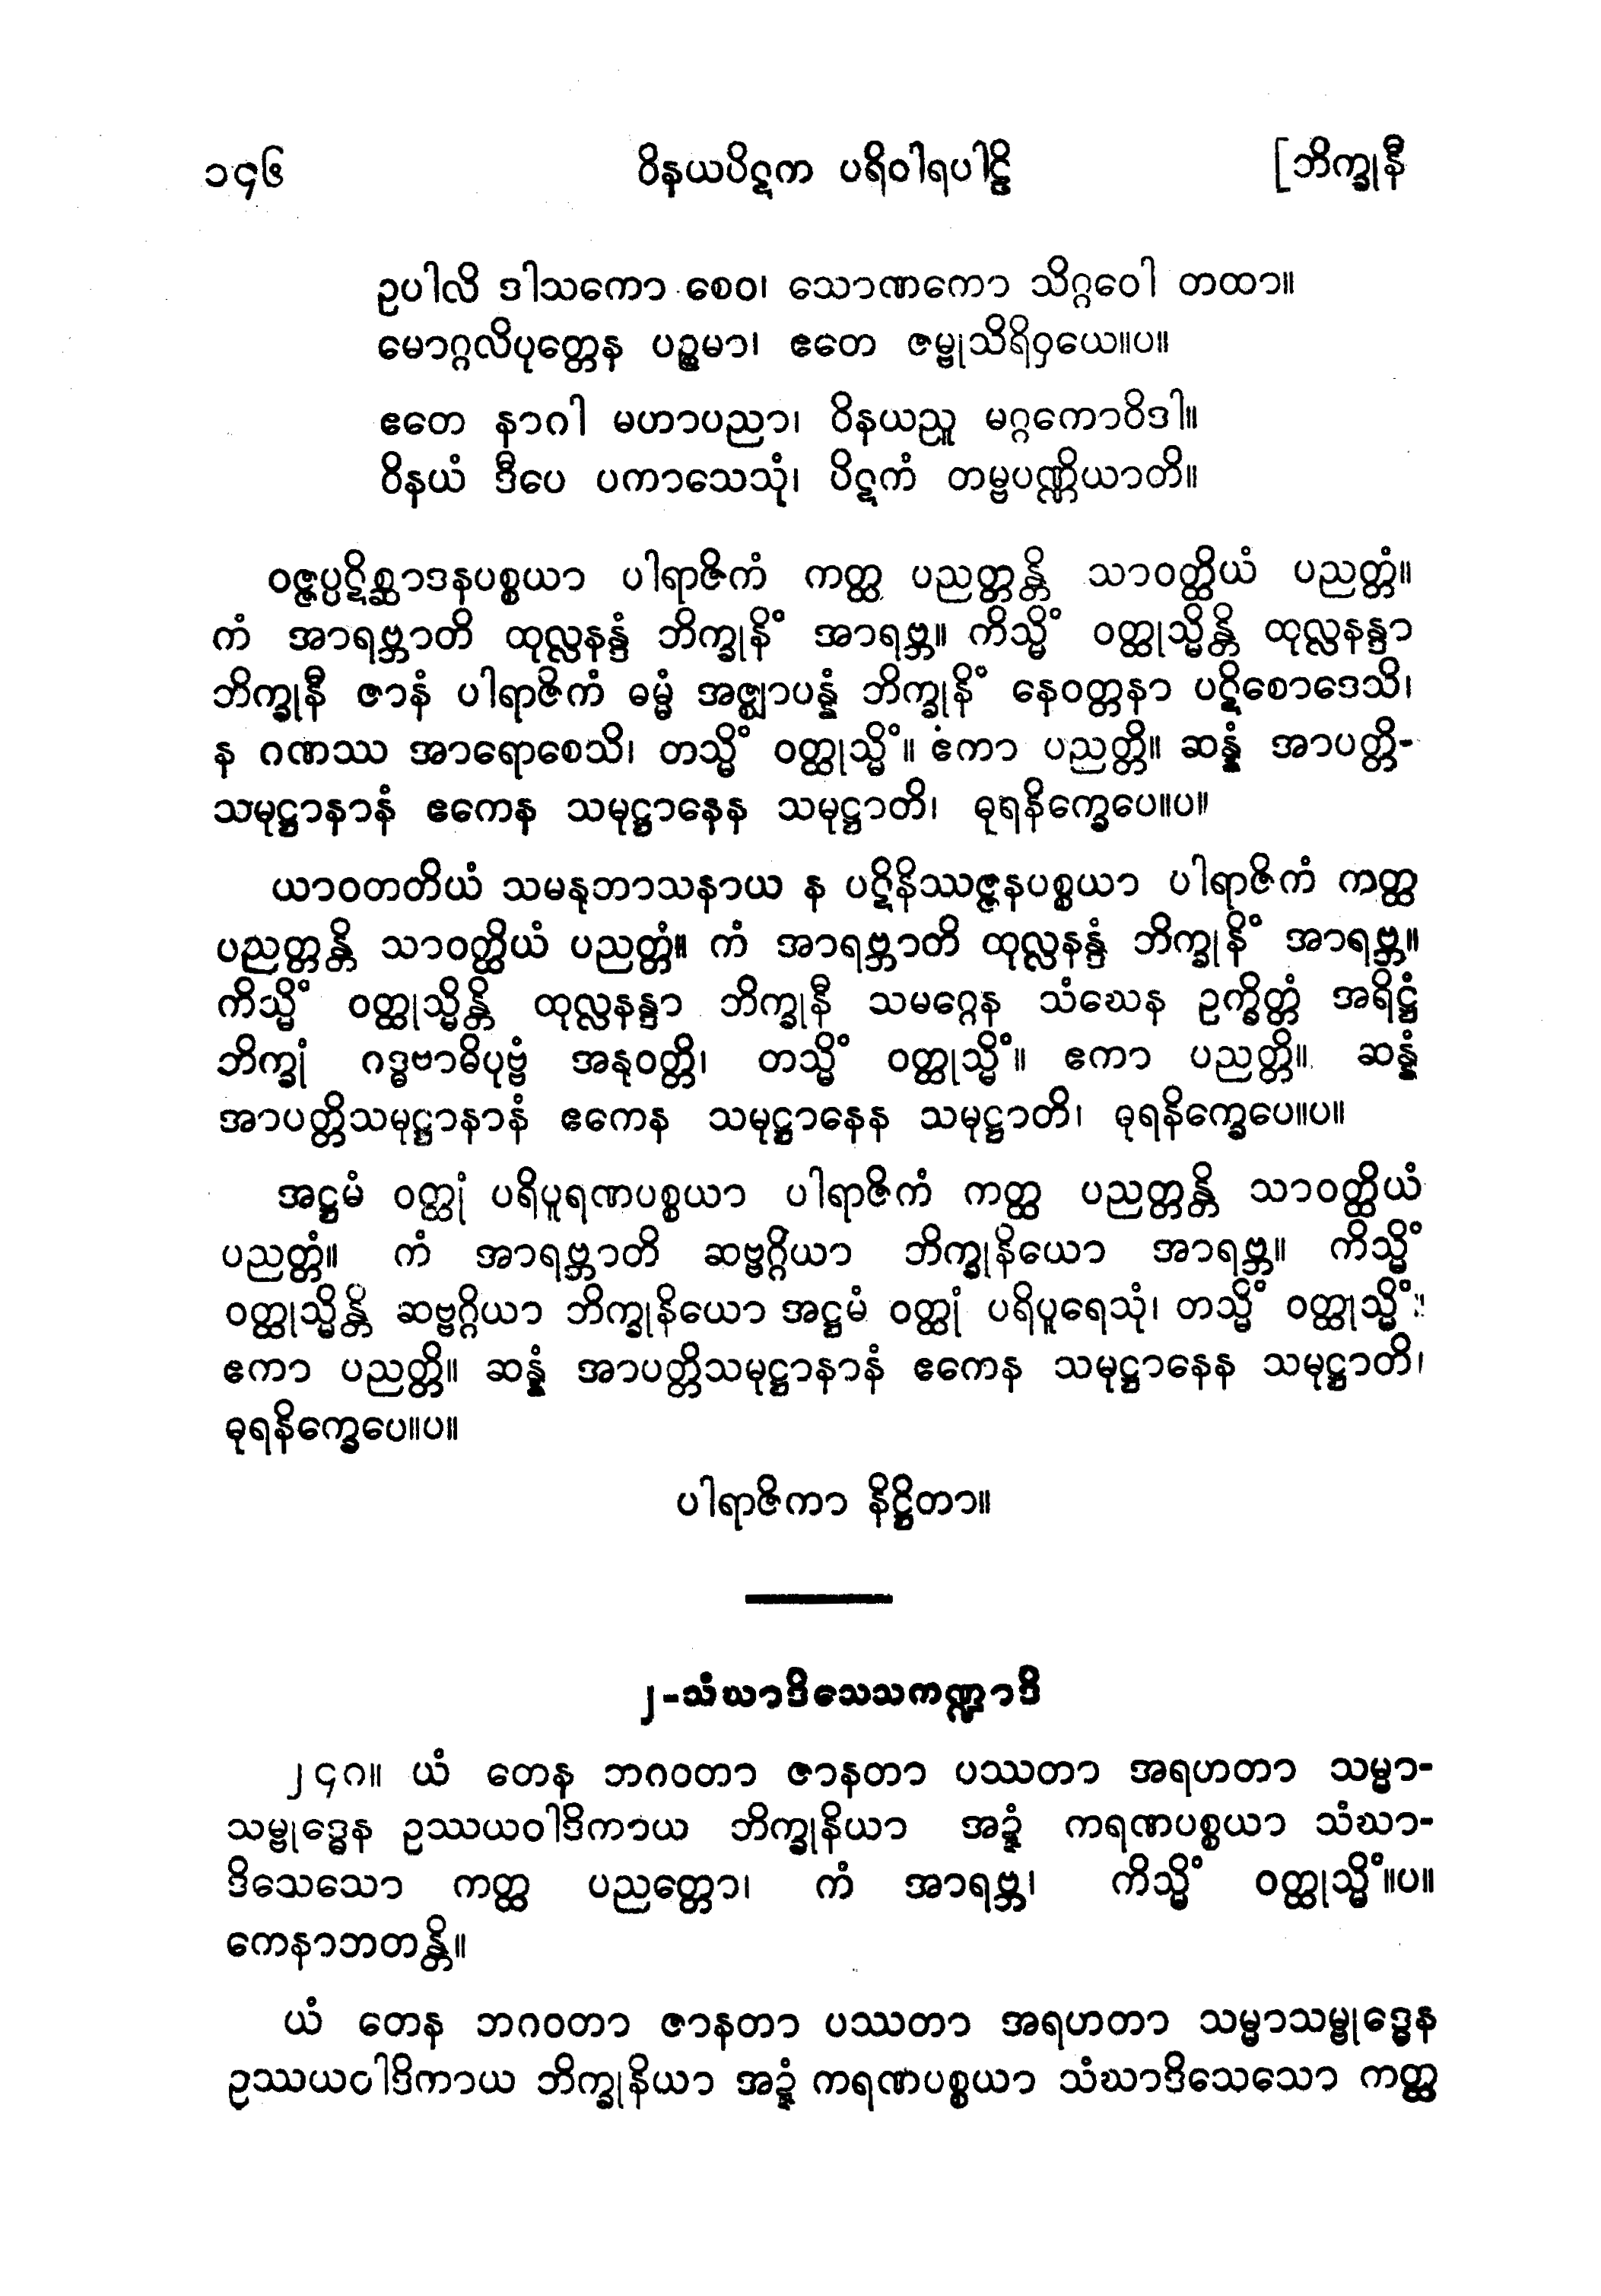 ၁၄၆ ဝိနယပိဋက ပရိဝါရပါဠိ [ဘိက္ခုနီ
ဥပါလိ ဒါသကော စေဝ၊ သောဏကော သိဂ္ဂဝေါ တထာ။
မောဂ္ဂလိပုတ္တေန ပဉ္စမာ၊ ဧတေ ဇမ္ဗုသိရိဝှယေ။ပ။
ဧတေ နာဂါ မဟာပညာ၊ ဝိနယညူ မဂ္ဂကောဝိဒါ။
ဝိနယံ ဒီပေ ပကာသေသုံ၊ ပိဋကံ တမ္ဗပဏ္ဏိယာတိ။
ဝဇ္ဇပ္ပဋိစ္ဆာဒနပစ္စယာ ပါရာဇိကံ ကတ္ထ ပညတ္တန္တိ သာဝတ္ထိယံ ပညတ္တံ။
ကံ အာရဗ္ဘာတိ ထုလ္လနန္ဒံ ဘိက္ခုနိံ အာရဗ္ဘ။ ကိသ္မိံ ဝတ္ထုသ္မိန္တိ ထုလ္လနန္ဒာ
ဘိက္ခုနီ ဇာနံ ပါရာဇိကံ ဓမ္မံ အဇ္ဈာပန္နံ ဘိက္ခုနိံ နေဝတ္တနာ ပဋိစောဒေသိ၊
န ဂဏဿ အာရောစေသိ၊ တသ္မိံ ဝတ္ထုသ္မိံ။ ဧကာ ပညတ္တိ။ ဆန္နံ အာပတ္တိ-
သမုဋ္ဌာနာနံ ဧကေန သမုဋ္ဌာနေန သမုဋ္ဌာတိ၊ ဓုရနိက္ခေပေ။ပ။
ယာဝတတိယံ သမနုဘာသနာယ န ပဋိနိဿဇ္ဇနပစ္စယာ ပါရာဇိကံ ကတ္ထ
ပညတ္တန္တိ သာဝတ္ထိယံ ပညတ္တံ။ ကံ အာရဗ္ဘာတိ ထုလ္လနန္ဒံ ဘိက္ခုနိံ အာရဗ္ဘ။
ကိသ္မိံ ဝတ္ထုသ္မိန္တိ ထုလ္လနန္ဒာ ဘိက္ခုနီ သမဂ္ဂေန သံဃေန ဥက္ခိတ္တံ အရိဋ္ဌံ
ဘိက္ခုံ ဂဒ္ဓဗာဓိပုဗ္ဗံ အနုဝတ္တိ၊ တသ္မိံ ဝတ္ထုသ္မိံ။ ဧကာ ပညတ္တိ။ ဆန္နံ
အာပတ္တိသမုဋ္ဌာနာနံ ဧကေန သမုဋ္ဌာနေန သမုဋ္ဌာတိ၊ ဓုရနိက္ခေပေ။ပ။
အဋ္ဌမံ ဝတ္ထုံ ပရိပူရဏပစ္စယာ ပါရာဇိကံ ကတ္ထ ပညတ္တန္တိ သာဝတ္ထိယံ
ပညတ္တံ။ ကံ အာရဗ္ဘာတိ ဆဗ္ဗဂ္ဂိယာ ဘိက္ခုနိယော အာရဗ္ဘ။ ကိသ္မိံ
ဝတ္ထုသ္မိန္တိ ဆဗ္ဗဂ္ဂိယာ ဘိက္ခုနိယော အဋ္ဌမံ ဝတ္ထုံ ပရိပူရေသုံ၊ တသ္မိံ ဝတ္ထုသ္မိံ။
ဧကာ ပညတ္တိ။ ဆန္နံ အာပတ္တိသမုဋ္ဌာနာနံ ဧကေန သမုဋ္ဌာနေန သမုဋ္ဌာတိ၊
ဓုရနိက္ခေပေ။ပ။
ပါရာဇိကာ နိဋ္ဌိတာ။
၂-သံဃာဒိသေသကဏ္ဍာဒိ
၂၄ဂ။ ယံ တေန ဘဂဝတာ ဇာနတာ ပဿတာ အရဟတာ သမ္မာ-
သမ္ဗုဒ္ဓေန ဥဿယဝါဒိကာယ ဘိက္ခုနိယာ အဍ္ဍံ ကရဏပစ္စယာ သံဃာ-
ဒိသေသော ကတ္ထ ပညတ္တော၊ ကံ အာရဗ္ဘ၊ ကိသ္မိံ ဝတ္ထုသ္မိံ။ပ။
ကေနာဘတန္တိ။
ယံ တေန ဘဂဝတာ ဇာနတာ ပဿတာ အရဟတာ သမ္မာသမ္ဗုဒ္ဓေန
ဥဿယဝါဒိကာယ ဘိက္ခုနိယာ အဍ္ဍံ ကရဏပစ္စယာ သံဃာဒိသေသော ကတ္ထ